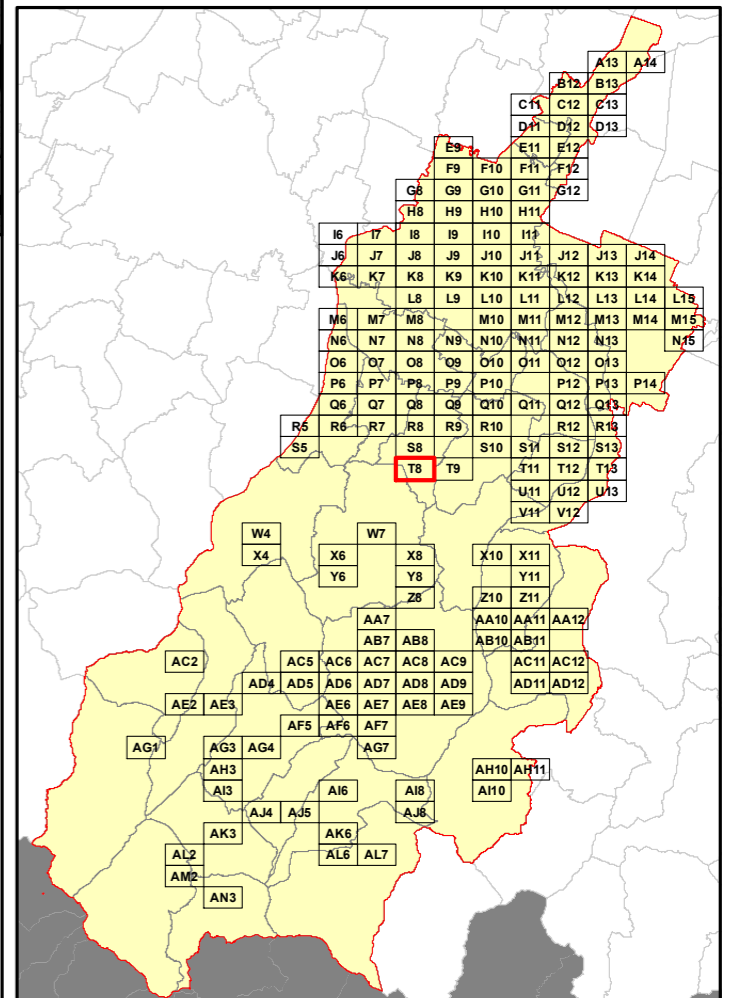 A13 A14
B12 B13
C11 C12 C13
D11 D12 D13
E9 E11 E12
F9 F10 F11 F12
G8 G9 G10 G11 G12
H8 H9 H10 H11
I6 I7 I8 I9 I10 I11
J6 J7 J8 J9 J10 J11 J12 J13 J14
K6 K7 K8 K9 K10 K11 K12 K13 K14
L8 L9 L10 L11 L12 L13 L14 L15
M6 M7 M8 M10 M11 M12 M13 M14 M15
N6 N7 N8 N9 N10 N11 N12 N13 N15
O6 O7 O8 O9 O10 O11 O12 O13
P6 P7 P8 P9 P10 P12 P13 P14
Q6 Q7 Q8 Q9 Q10 Q11 Q12 Q13
R5 R6 R7 R8 R9 R10 R12 R13
S5 S8 S10 S11 S12 S13
T8 T9 T11 T12 T13
U11 U12 U13
V11 V12
W4 W7
X4 X6 X8 X10 X11
Y6 Y8 Y11
Z8 Z10 Z11
AA7 AA10 AA11 AA12
AB7 AB8 AB10 AB11
AC2 AC5 AC6 AC7 AC8 AC9 AC11 AC12
AD4 AD5 AD6 AD7 AD8 AD9 AD11 AD12
AE2 AE3 AE6 AE7 AE8 AE9
AF5 AF6 AF7
AG1 AG3 AG4 AG7
AH3 AH10 AH11
AI3 AI6 AI8 AI10
AJ4 AJ5 AJ8
AK3 AK6
AL2 AL6 AL7
AM2
AN3